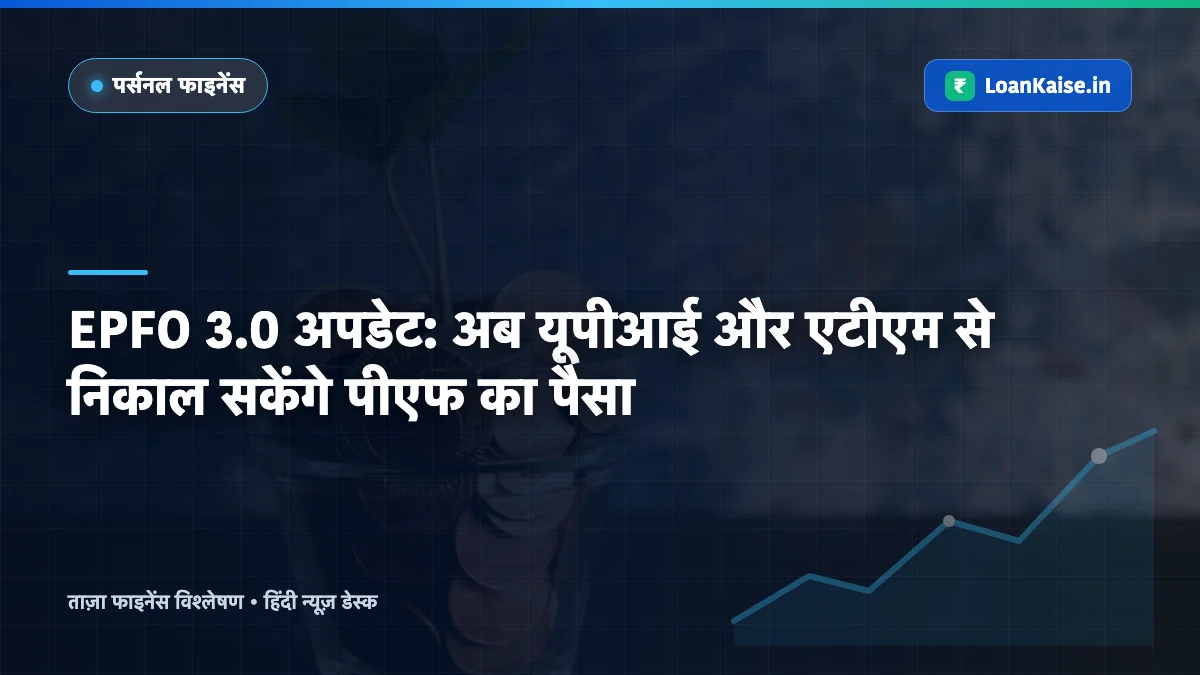 पर्सनल फाइनेंस
₹ LoanKaise.in
EPFO 3.0 अपडेट: अब यूपीआई और एटीएम से
निकाल सकेंगे पीएफ का पैसा
ताज़ा फाइनेंस विश्लेषण • हिंदी न्यूज़ डेस्क